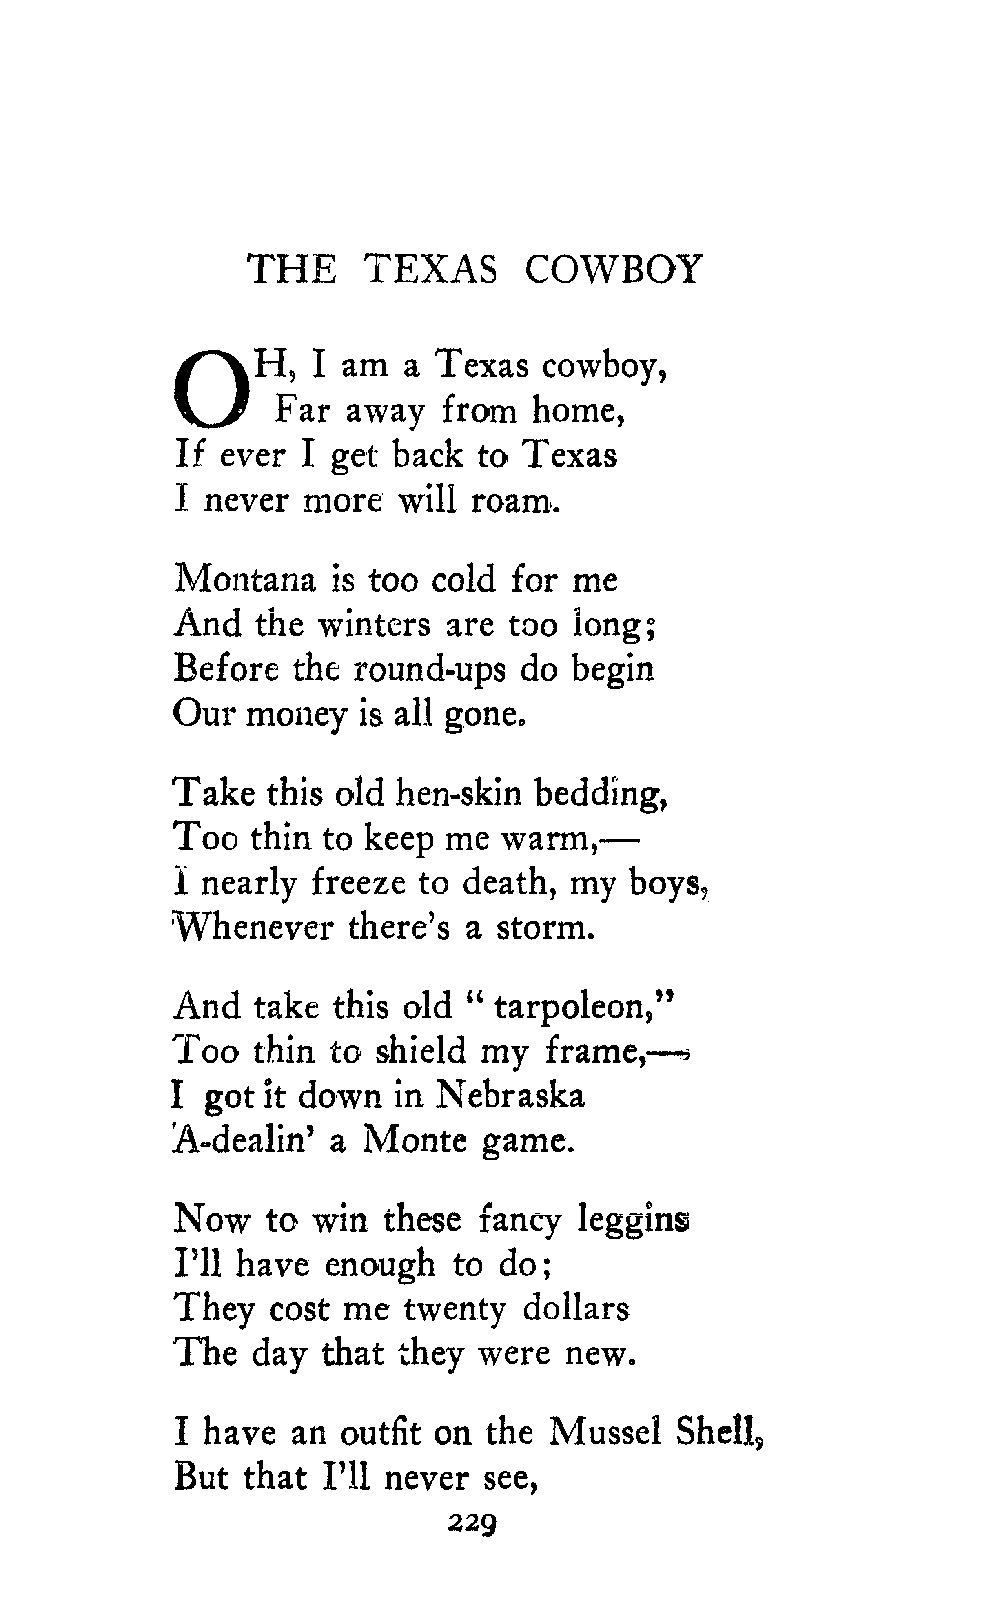 THE TEXAS COWBOY
OH, I am a Texas cowboy,
Far away from home,
If ever I get back to Texas
I never more will roam.
Montana is too cold for me
And the winters are too long;
Before the round-ups do begin
Our money is all gone.
Take this old hen-skin bedding,
Too thin to keep me warm,—
I nearly freeze to death, my boys,
Whenever there's a storm.
And take this old " tarpoleon,"
Too thin to shield my frame,—
I got it down in Nebraska
A-dealin' a Monte game.
Now to win these fancy leggins
I'll have enough to do;
They cost me twenty dollars
The day that they were new.
I have an outfit on the Mussel Shell,
But that I'll never see,
229